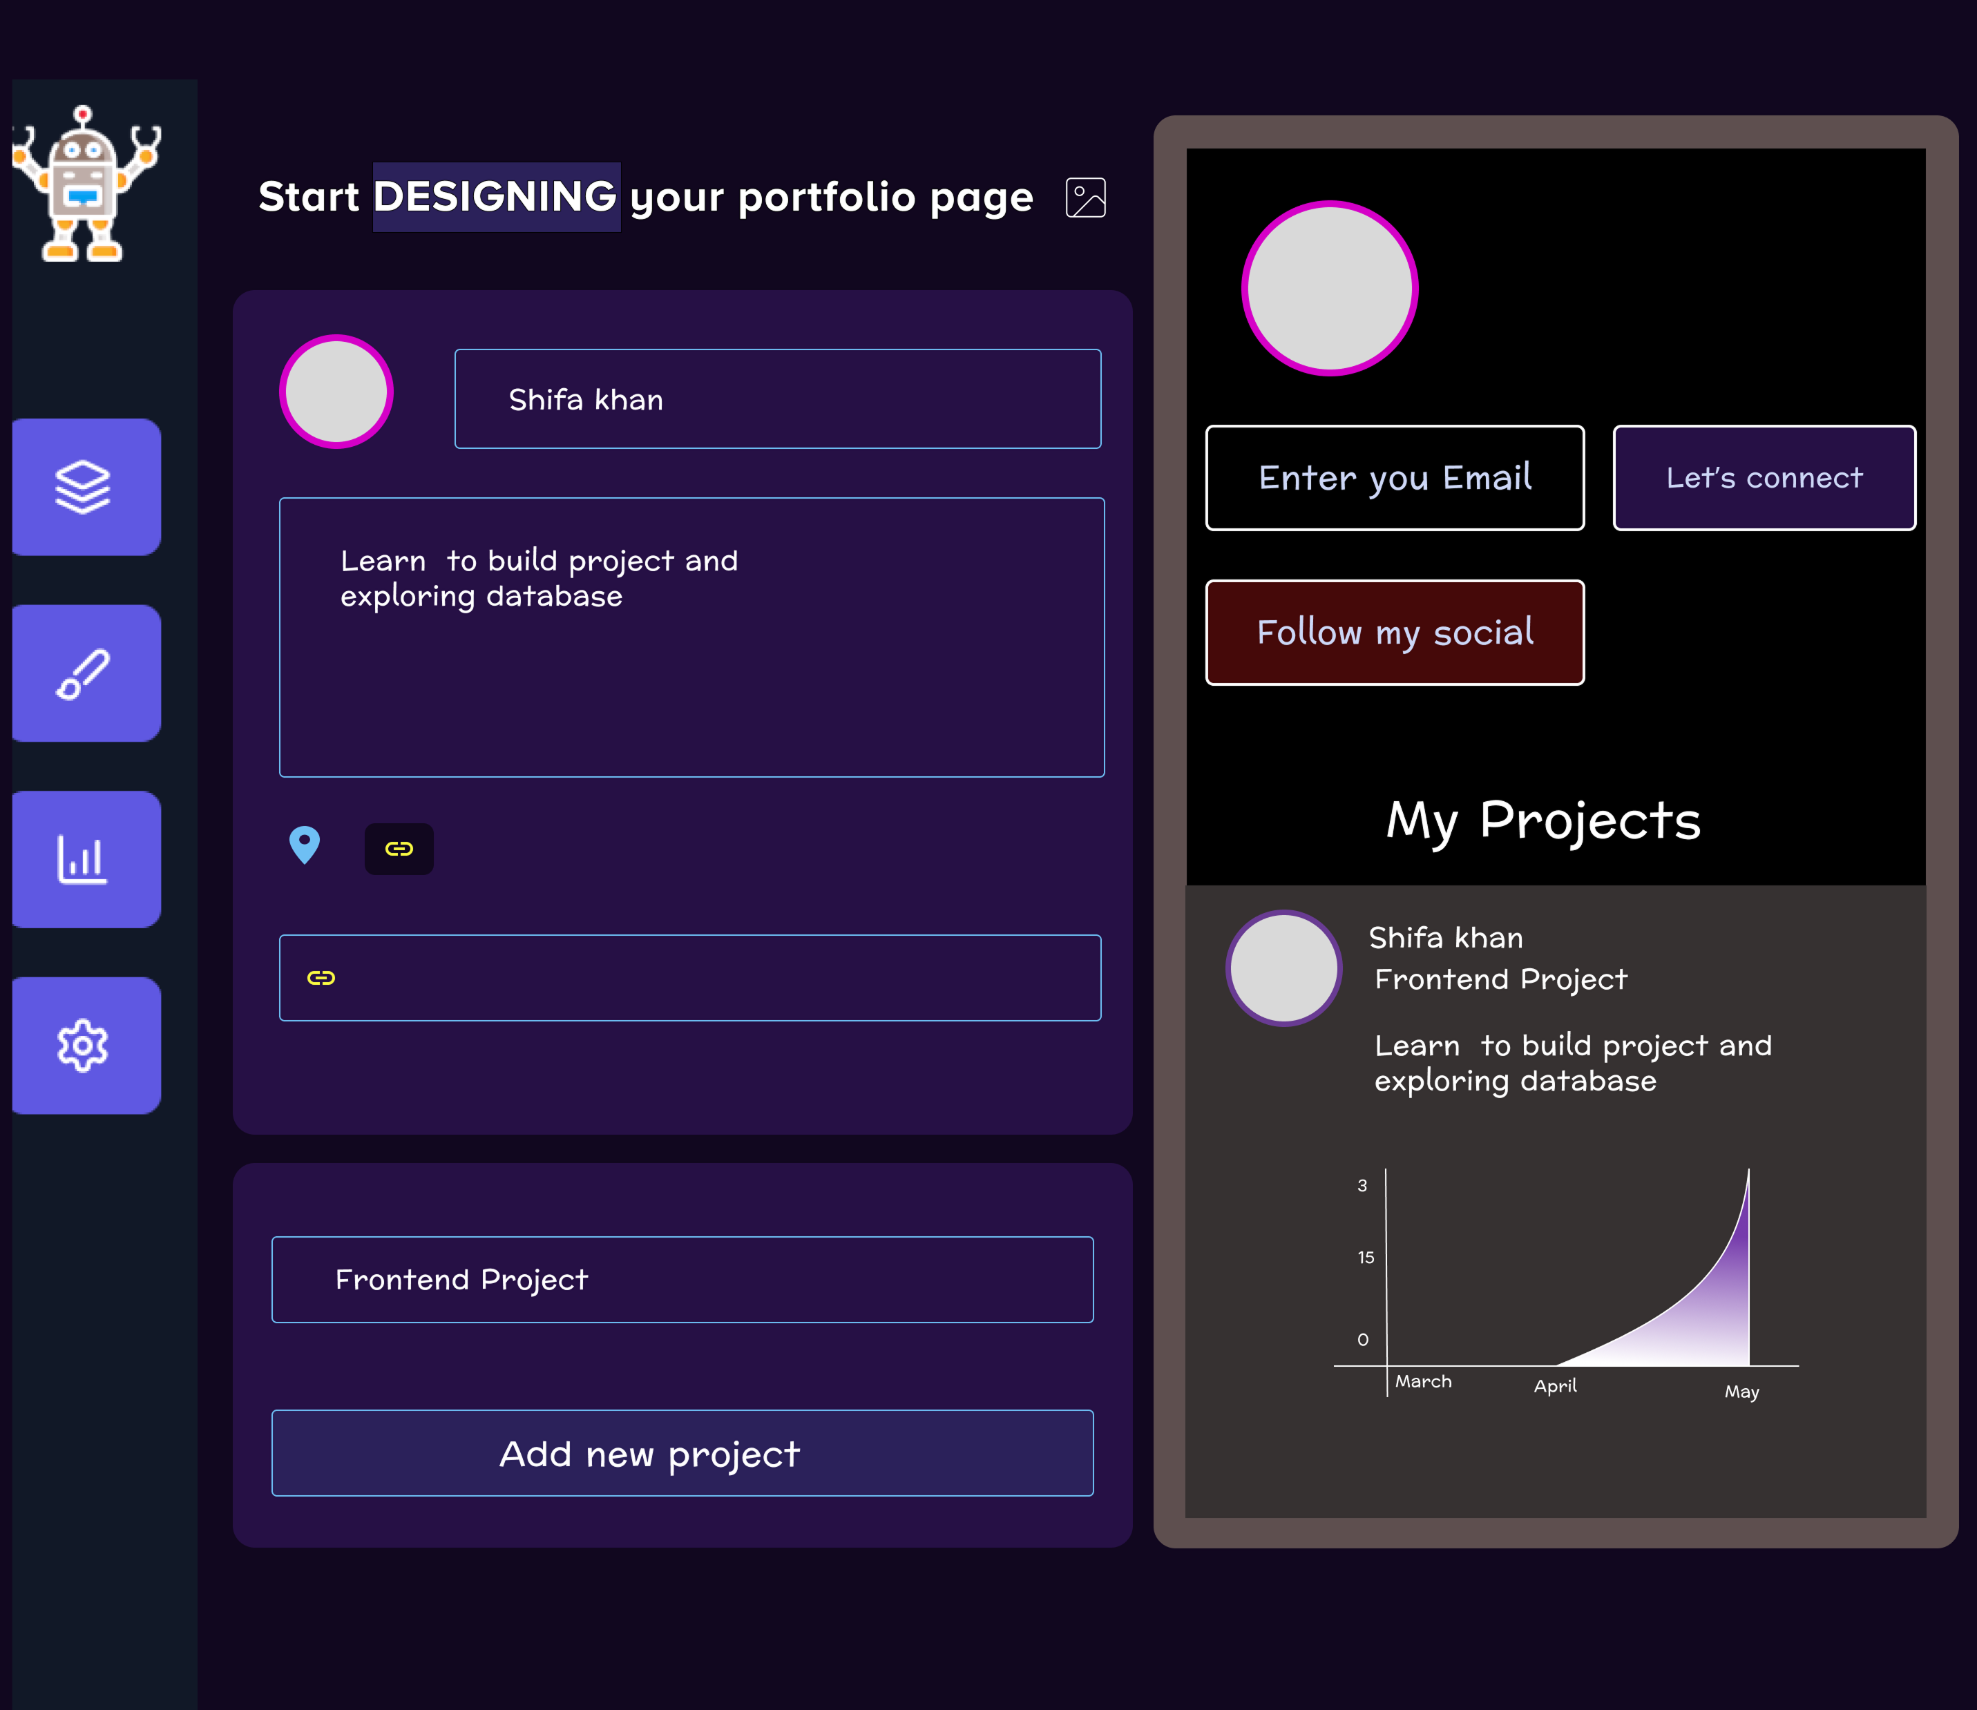 Start DESIGNING your portfolio page
Shifa khan
Learn  to build project and
exploring database
Frontend Project
Add new project
Enter you Email
Let's connect
Follow my social
My Projects
Shifa khan
Frontend Project
Learn  to build project and
exploring database
3
15
0
March
April
May